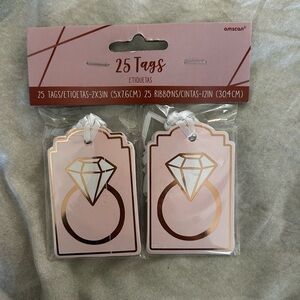 amscan
25 Tags
ETIQUETAS
25 TAGS/ETIQUETAS-2X3IN (5X7.6CM) 25 RIBBONS/CINTAS-12IN (30.4CM)